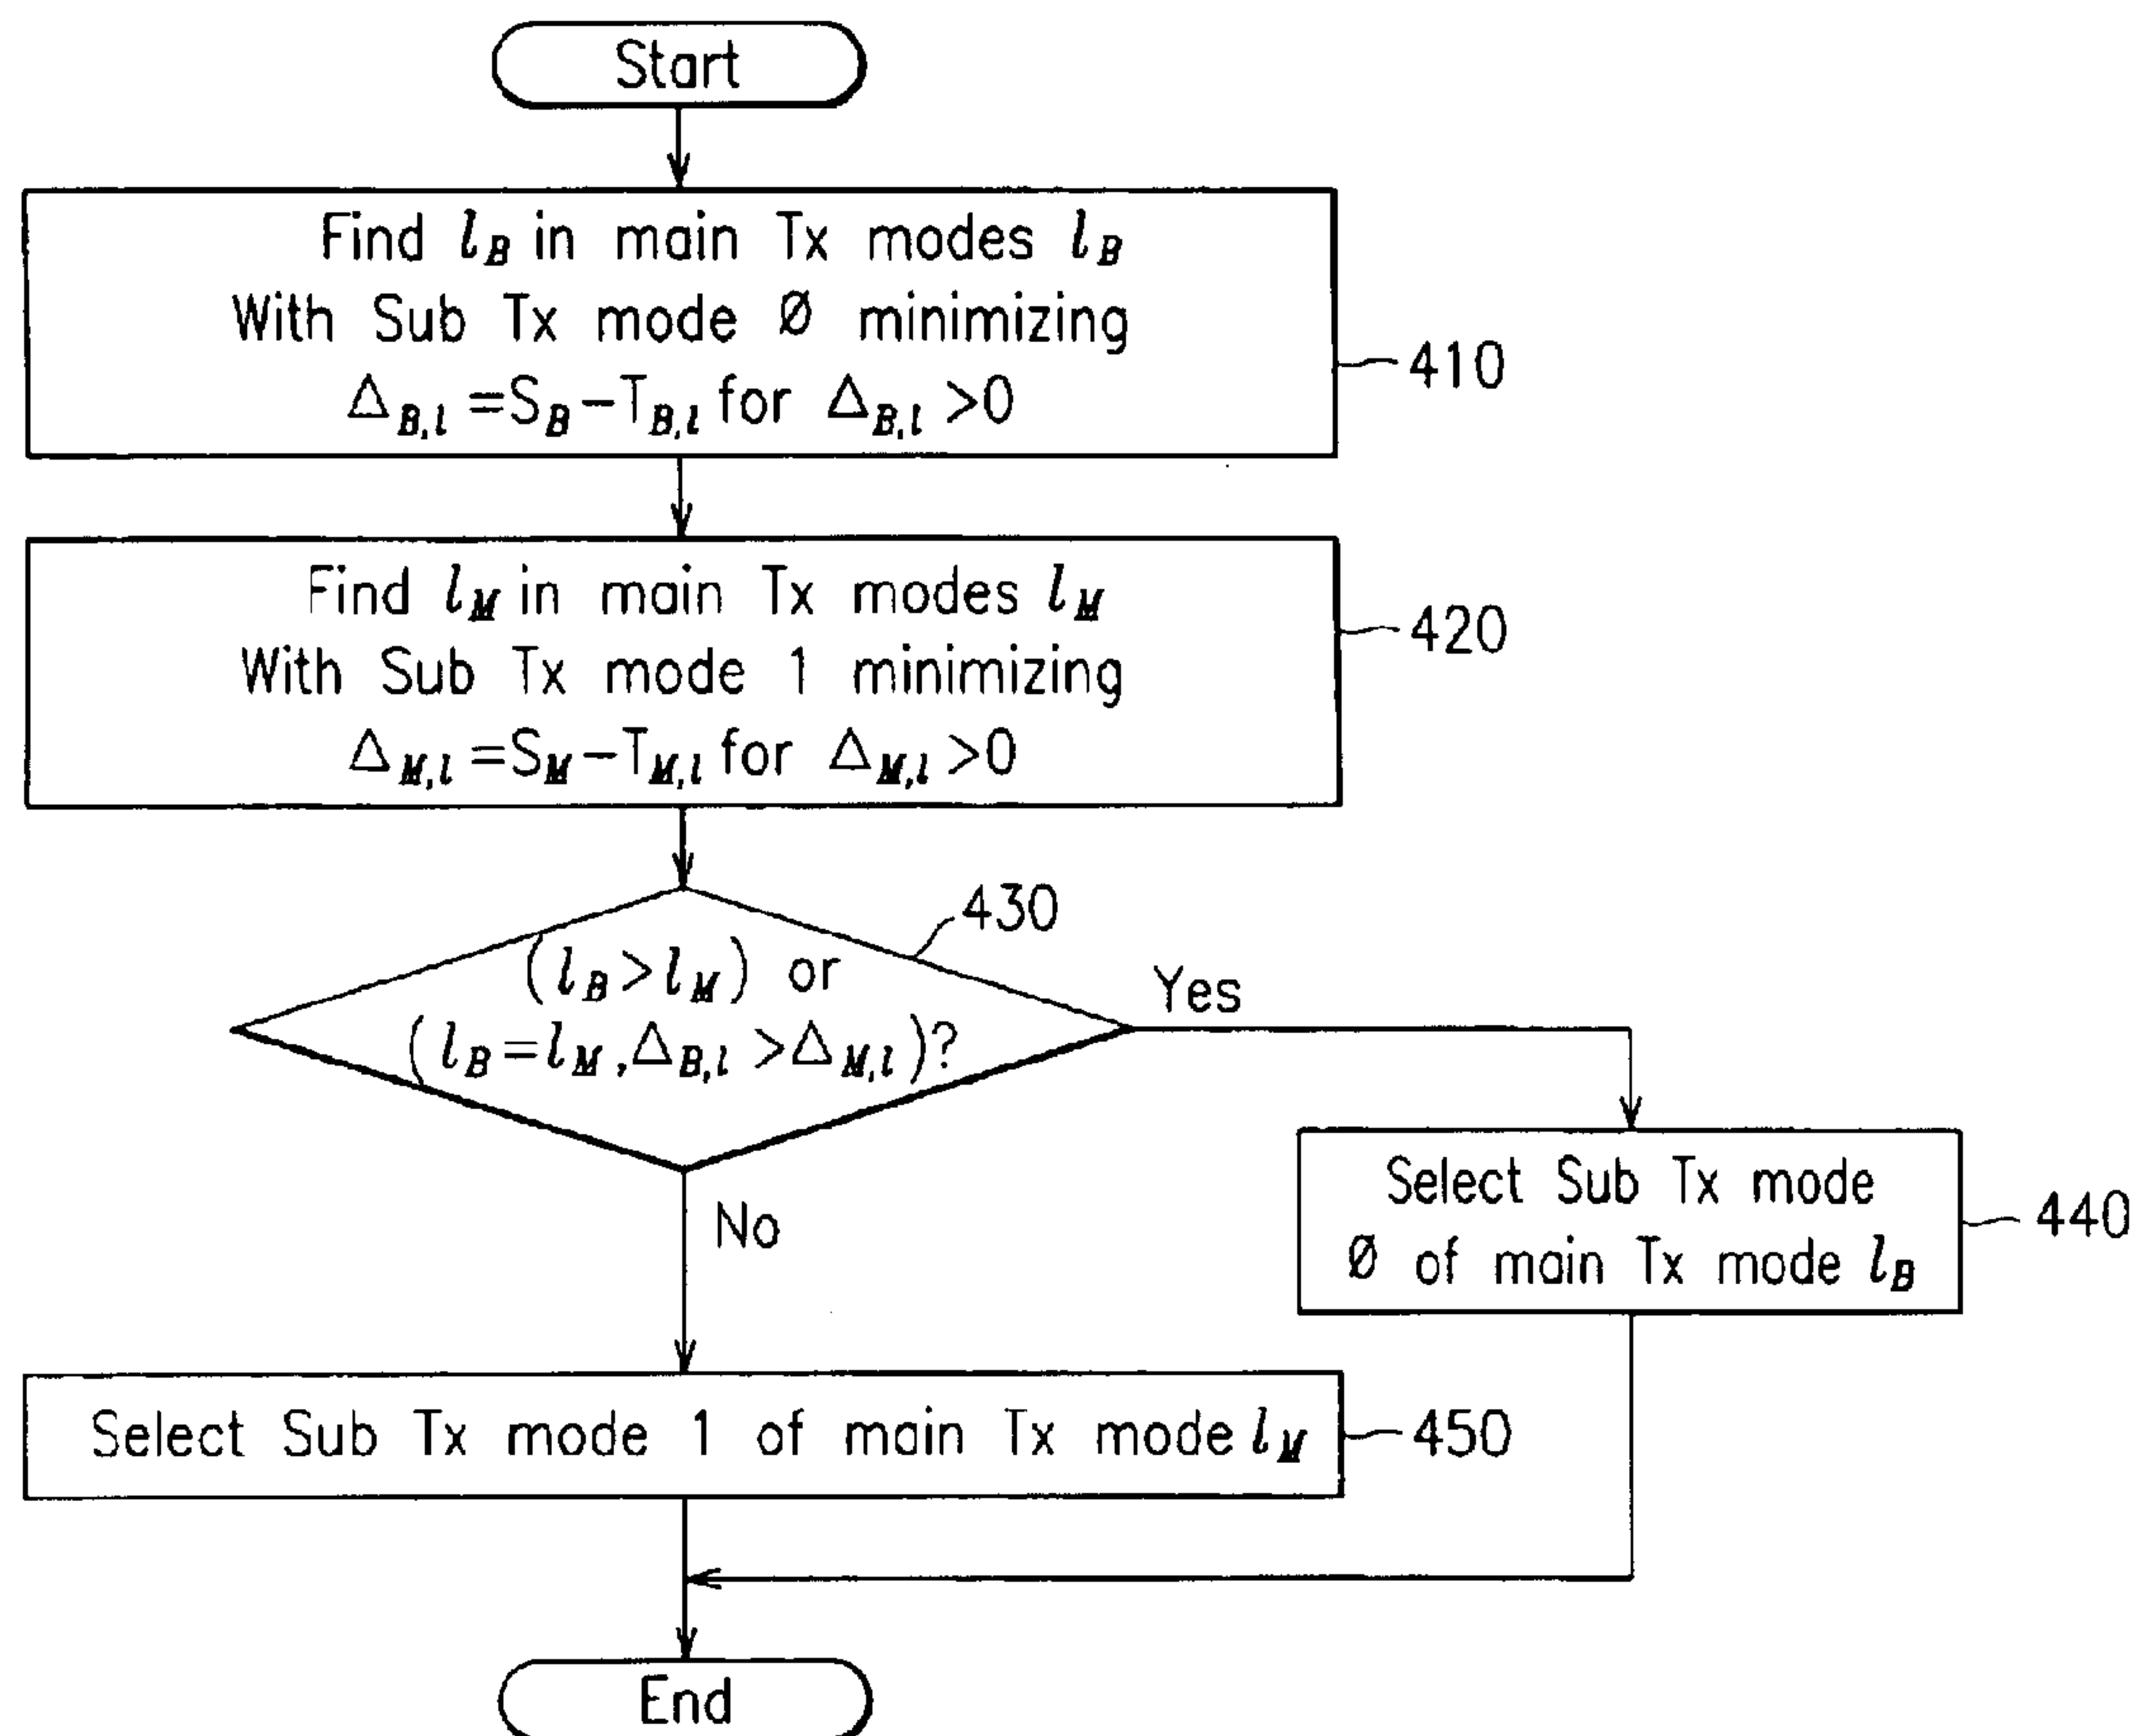 Start
Find l_B in main Tx modes l_B
With Sub Tx mode Ø minimizing
Δ_B,l =S_B−T_B,l for Δ_B,l >0
410
Find l_M in main Tx modes l_M
With Sub Tx mode 1 minimizing
Δ_M,l =S_M−T_M,l for Δ_M,l >0
420
430
(l_B>l_M) or
(l_B=l_M,Δ_B,l >Δ_M,l)?
Yes
No
Select Sub Tx mode
Ø of main Tx mode l_B
440
Select Sub Tx mode 1 of main Tx mode l_M
450
End